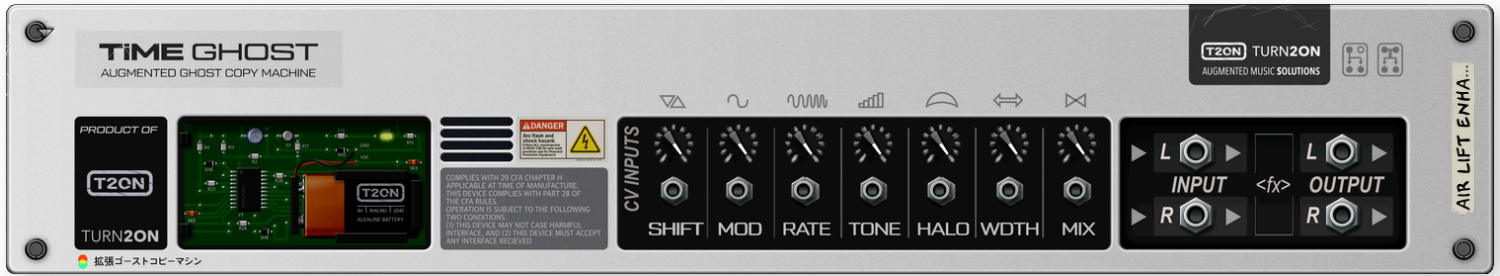 TiME GHOST
AUGMENTED GHOST COPY MACHINE
T2ON TURN2ON
AUGMENTED MUSIC SOLUTIONS
AIR LIFT ENHA...
PRODUCT OF
T2ON
TURN2ON
拡張ゴーストコピーマシン
GND
VDC
T2ON
ALKALINE BATTERY
DANGER
Arc flash and
shock hazard.
COMPLIES WITH 29 CFA CHAPTER H
APPLICABLE AT TIME OF MANUFACTURE.
THIS DEVICE COMPLIES WITH PART 28 OF
THE CFA RULES.
OPERATION IS SUBJECT TO THE FOLLOWING
TWO CONDITIONS.
(1) THIS DEVICE MAY NOT CASE HARMFUL
INTERFACE, AND (2) THIS DEVICE MUST ACCEPT
ANY INTERFACE RECIEVED
CV INPUTS
SHIFT MOD RATE TONE HALO WDTH MIX
L L
INPUT <fx> OUTPUT
R R